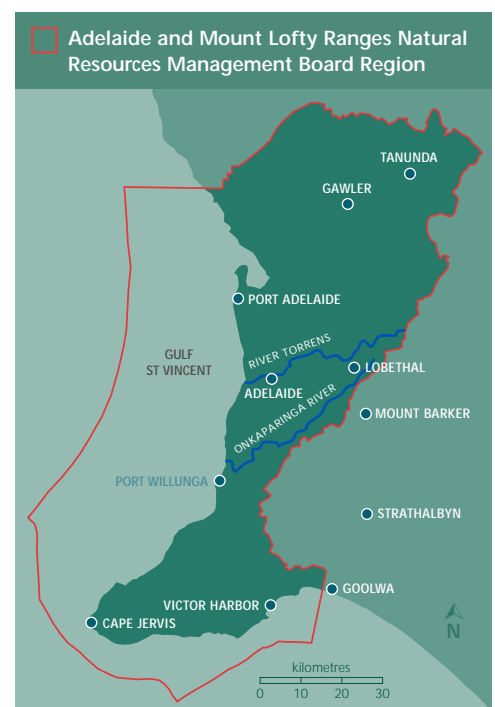 Adelaide and Mount Lofty Ranges Natural
Resources Management Board Region
TANUNDA
GAWLER
PORT ADELAIDE
RIVER TORRENS
GULF
ST VINCENT
LOBETHAL
ADELAIDE
ONKAPARINGA RIVER
MOUNT BARKER
PORT WILLUNGA
STRATHALBYN
GOOLWA
VICTOR HARBOR
CAPE JERVIS
N
kilometres
0 10 20 30